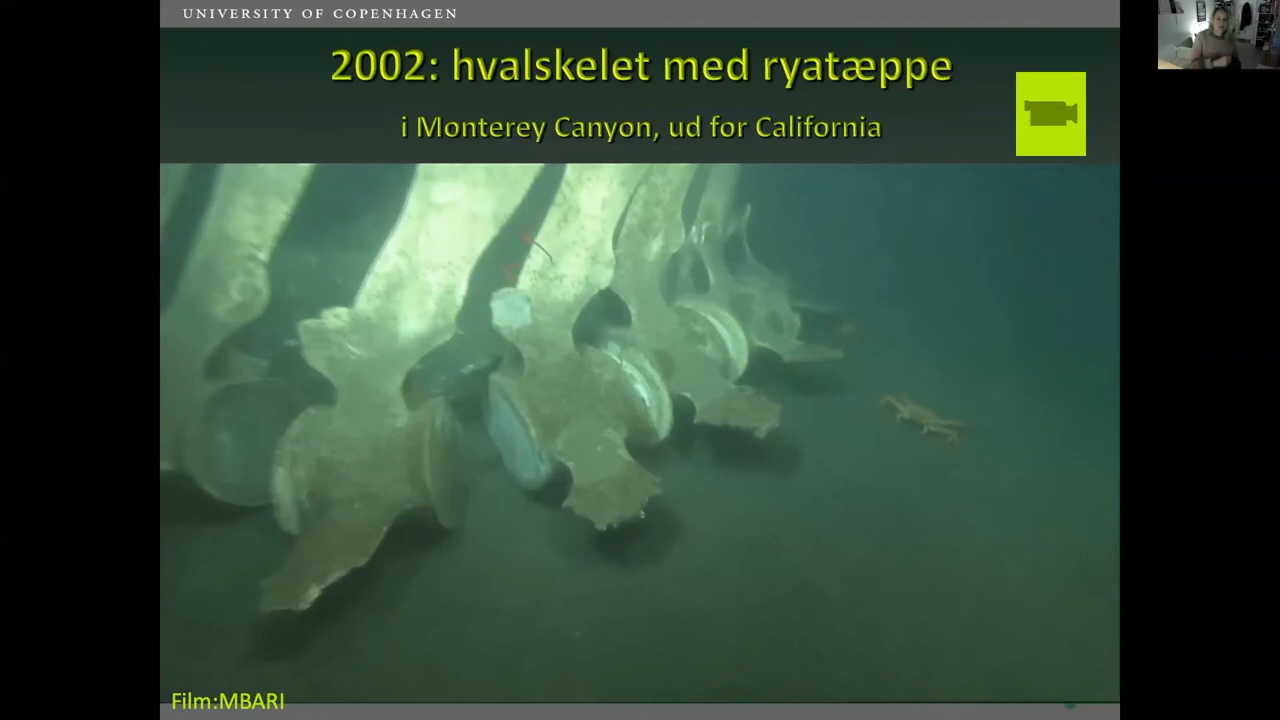 UNIVERSITY OF COPENHAGEN
2002: hvalskelet med ryatæppe
i Monterey Canyon, ud for California
Film:MBARI